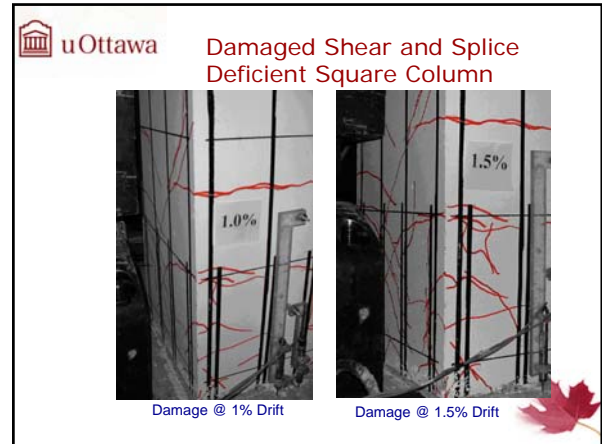 uOttawa
Damaged Shear and Splice
Deficient Square Column
1.0%
1.5%
Damage @ 1% Drift
Damage @ 1.5% Drift